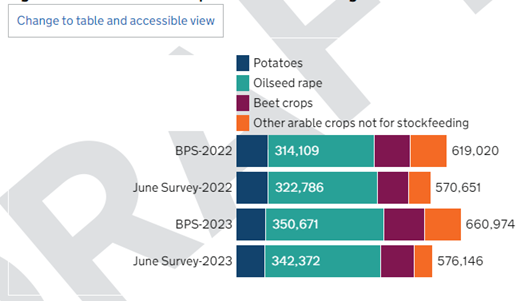 Change to table and accessible view
Potatoes
Oilseed rape
Beet crops
Other arable crops not for stockfeeding
BPS-2022 314,109 619,020
June Survey-2022 322,786 570,651
BPS-2023 350,671 660,974
June Survey-2023 342,372 576,146